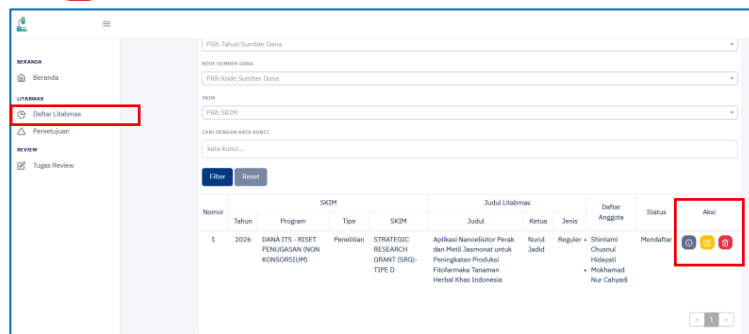 Pilih Tahun Sumber Dana
BERANDA
Beranda
LITABMAS
Daftar Litabmas
Persetujuan
REVIEW
Tugas Review
KODE SUMBER DANA
Pilih Kode Sumber Dana
SKIM
Pilih SKIM
CARI DENGAN KATA KUNCI
kata kunci...
Filter Reset
Nomor SKIM Judul Litabmas Daftar Anggota Status Aksi
Tahun Program Tipe SKIM Judul Ketua Jenis
1 2026 DANA ITS - RISET PENUGASAN (NON KONSORSIUM) Penelitian STRATEGIC RESEARCH GRANT (SRG)- TIPE D Aplikasi Nanoelisitor Perak dan Metil Jasmonat untuk Peningkatan Produksi Fitofarmaka Tanaman Herbal Khas Indonesia Nurul Jadid Reguler • Shintami Chusnul Hidayati • Mokhamad Nur Cahyadi Mendaftar
< 1 >